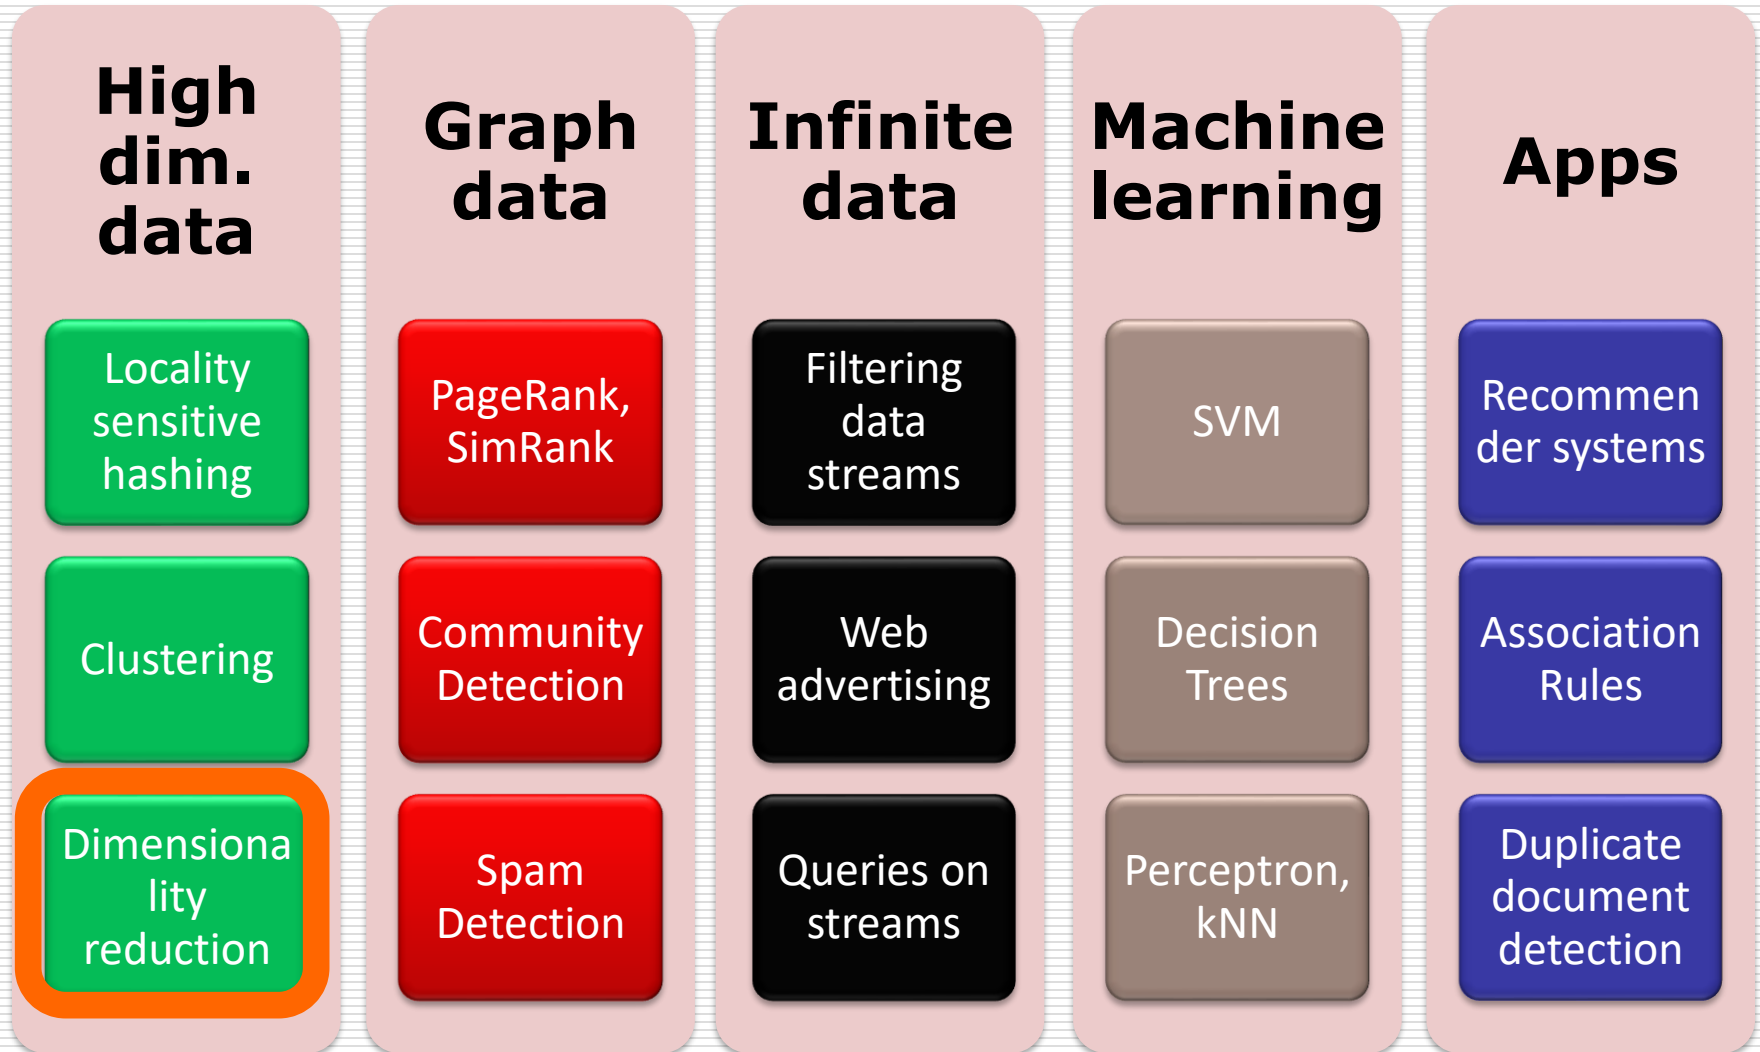 High
dim.
data
Locality
sensitive
hashing
Clustering
Dimensiona
lity
reduction
Graph
data
PageRank,
SimRank
Community
Detection
Spam
Detection
Infinite
data
Filtering
data
streams
Web
advertising
Queries on
streams
Machine
learning
SVM
Decision
Trees
Perceptron,
kNN
Apps
Recommen
der systems
Association
Rules
Duplicate
document
detection